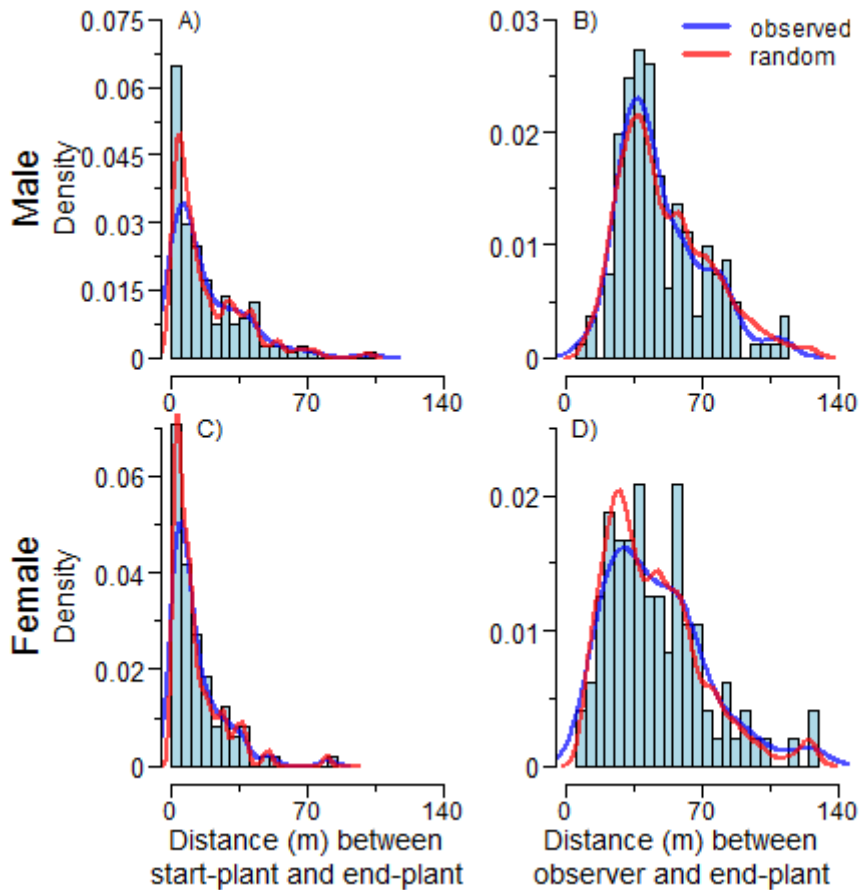 A)
0.075
0.06
0.045
0.03
0.015
0
0 70 140
Male
Density
B)
observed
random
0.03
0.02
0.01
0
0 70 140
C)
0.06
0.04
0.02
0
0 70 140
Female
Density
Distance (m) between
start-plant and end-plant
D)
0.02
0.01
0
0 70 140
Distance (m) between
observer and end-plant